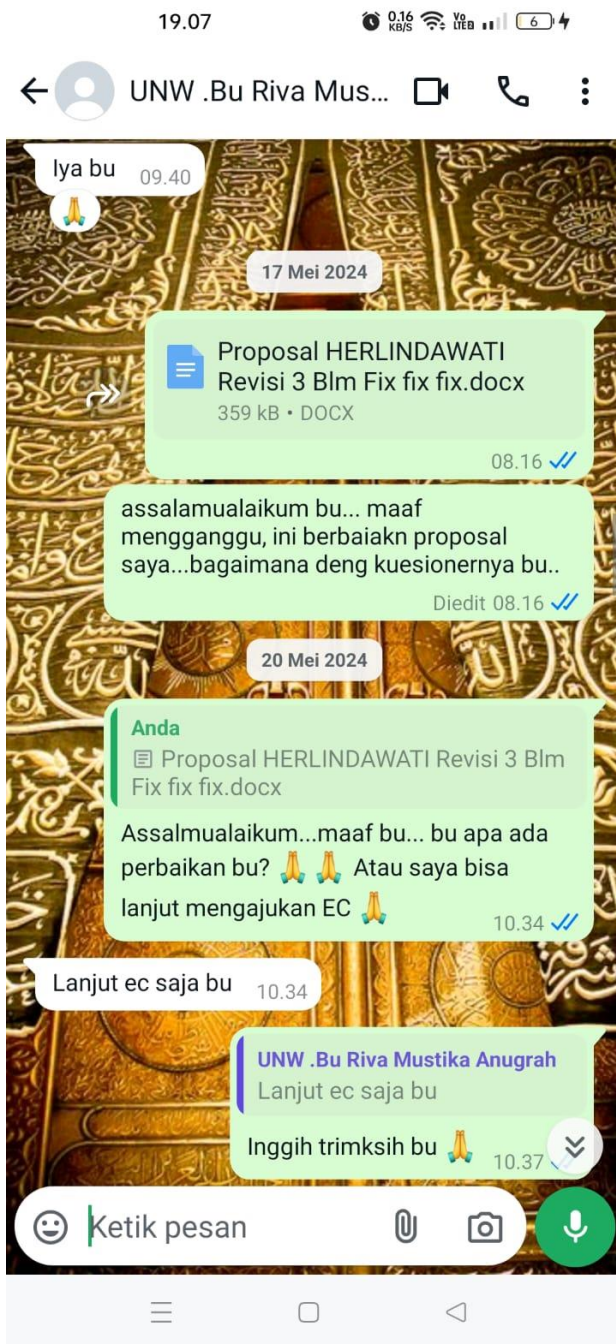 19.07
0.16 KB/S
Vo LTE 2
6
UNW .Bu Riva Mus...
Iya bu 09.40
🙏
17 Mei 2024
Proposal HERLINDAWATI
Revisi 3 Blm Fix fix fix.docx
359 kB • DOCX
08.16
assalamualaikum bu... maaf
mengganggu, ini berbaiakn proposal
saya...bagaimana deng kuesionernya bu..
Diedit 08.16
20 Mei 2024
Anda
Proposal HERLINDAWATI Revisi 3 Blm
Fix fix fix.docx
Assalmualaikum...maaf bu... bu apa ada
perbaikan bu? 🙏 🙏 Atau saya bisa
lanjut mengajukan EC 🙏
10.34
Lanjut ec saja bu 10.34
UNW .Bu Riva Mustika Anugrah
Lanjut ec saja bu
Inggih trimksih bu 🙏 10.37
Ketik pesan